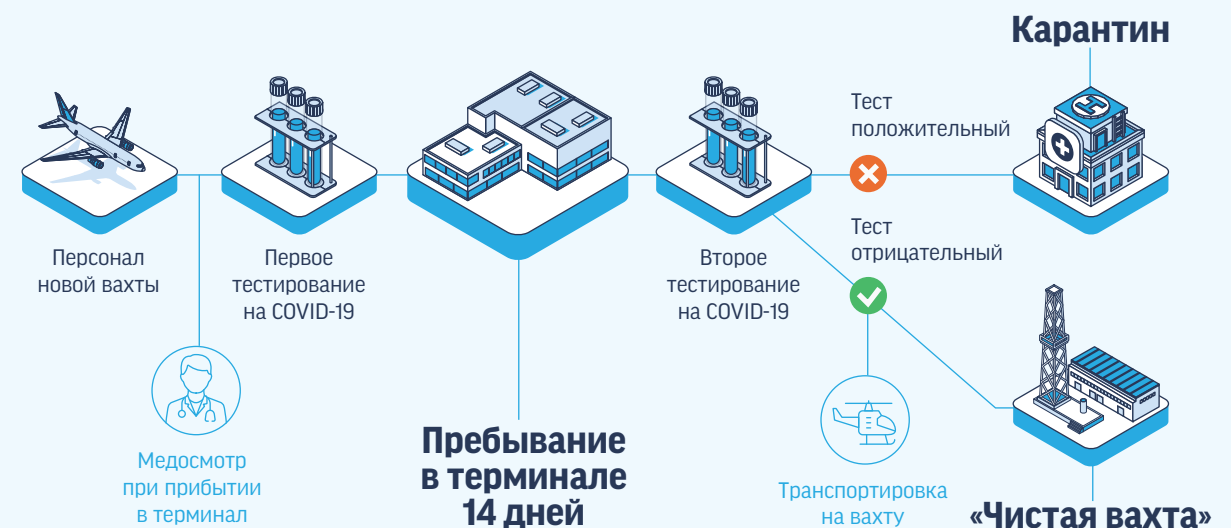 Карантин
Тест
положительный
Тест
отрицательный
Персонал
новой вахты
Первое
тестирование
на COVID-19
Второе
тестирование
на COVID-19
Медосмотр
при прибытии
в терминал
Пребывание
в терминале
14 дней
Транспортировка
на вахту
«Чистая вахта»